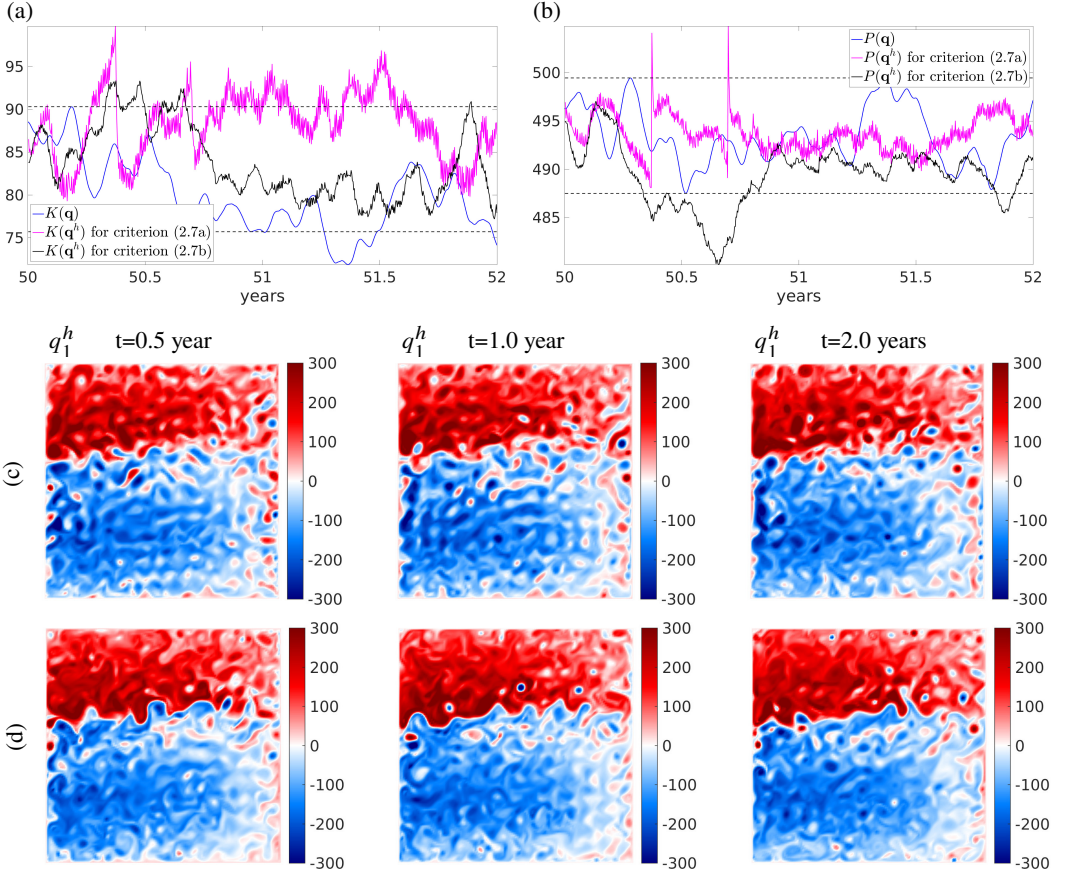 (a)
95
90
85
80
75
K(q)
K(q^h) for criterion (2.7a)
K(q^h) for criterion (2.7b)
50 50.5 51 51.5 52
years
(b)
500
495
490
485
P(q)
P(q^h) for criterion (2.7a)
P(q^h) for criterion (2.7b)
50 50.5 51 51.5 52
years
q_1^h t=0.5 year q_1^h t=1.0 year q_1^h t=2.0 years
(c)
300 300 300
200 200 200
100 100 100
0 0 0
-100 -100 -100
-200 -200 -200
-300 -300 -300
(d)
300 300 300
200 200 200
100 100 100
0 0 0
-100 -100 -100
-200 -200 -200
-300 -300 -300